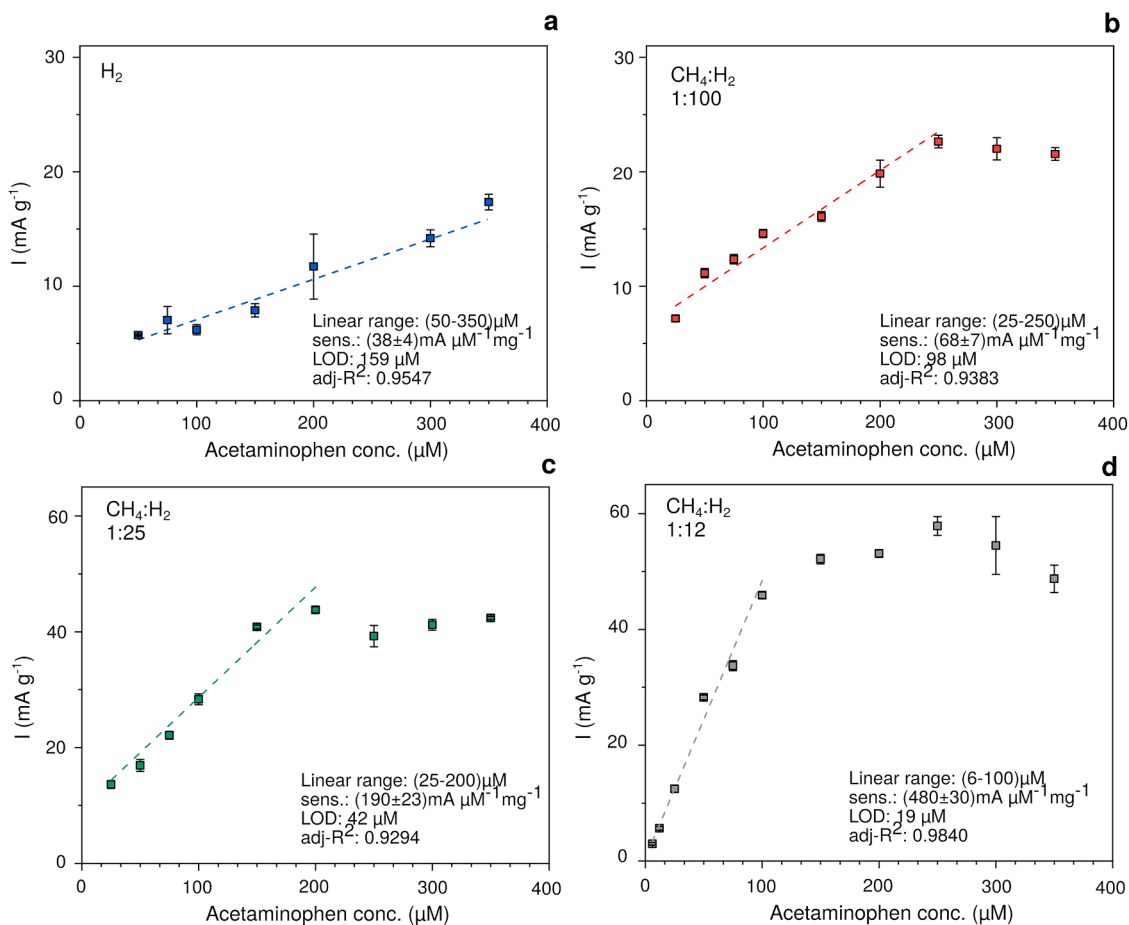 a
H₂
30
20
10
0
I (mA g⁻¹)
Linear range: (50-350)µM
sens.: (38±4)mA µM⁻¹mg⁻¹
LOD: 159 µM
adj-R²: 0.9547
0 100 200 300 400
Acetaminophen conc. (µM)
b
CH₄:H₂
1:100
30
20
10
0
I (mA g⁻¹)
Linear range: (25-250)µM
sens.: (68±7)mA µM⁻¹mg⁻¹
LOD: 98 µM
adj-R²: 0.9383
0 100 200 300 400
Acetaminophen conc. (µM)
c
CH₄:H₂
1:25
60
40
20
0
I (mA g⁻¹)
Linear range: (25-200)µM
sens.: (190±23)mA µM⁻¹mg⁻¹
LOD: 42 µM
adj-R²: 0.9294
0 100 200 300 400
Acetaminophen conc. (µM)
d
CH₄:H₂
1:12
60
40
20
0
I (mA g⁻¹)
Linear range: (6-100)µM
sens.: (480±30)mA µM⁻¹mg⁻¹
LOD: 19 µM
adj-R²: 0.9840
0 100 200 300 400
Acetaminophen conc. (µM)